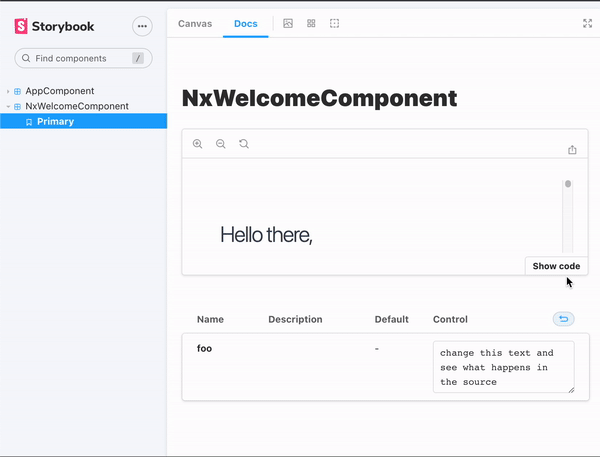 Storybook
Canvas
Docs
Find components
/
AppComponent
NxWelcomeComponent
Primary
NxWelcomeComponent
Hello there,
Show code
Name Description Default Control
foo - change this text and
see what happens in
the source